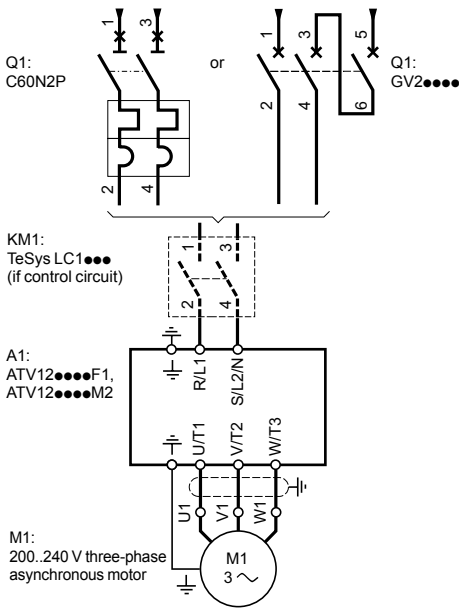 1
3
1
3
5
Q1:
C60N2P
or
Q1:
GV2●●●●
2
4
6
2
4
KM1:
TeSys LC1●●●
(if control circuit)
1
3
2
4
A1:
ATV12●●●●F1,
ATV12●●●●M2
R/L1
S/L2/N
U/T1
V/T2
W/T3
U1
V1
W1
M1:
200..240 V three-phase
asynchronous motor
M1
3 ~